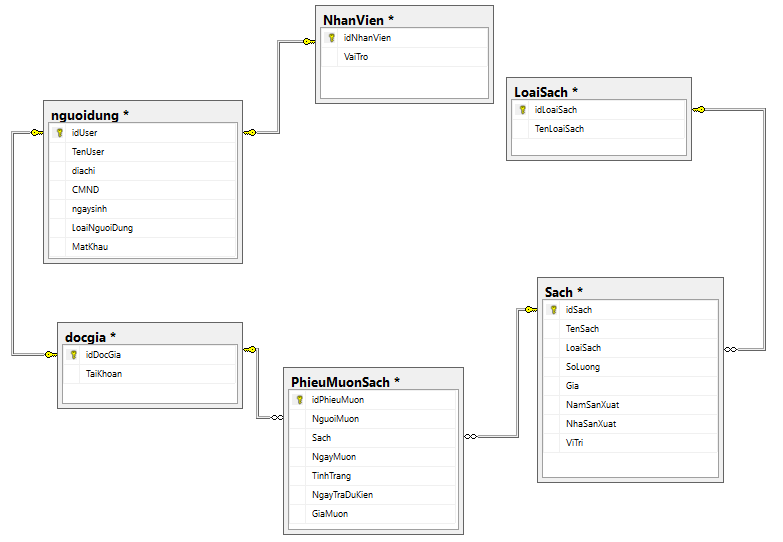 NhanVien *
idNhanVien
VaiTro
LoaiSach *
idLoaiSach
TenLoaiSach
nguoidung *
idUser
TenUser
diachi
CMND
ngaysinh
LoaiNguoiDung
MatKhau
Sach *
idSach
TenSach
LoaiSach
SoLuong
Gia
NamSanXuat
NhaSanXuat
ViTri
docgia *
idDocGia
TaiKhoan
PhieuMuonSach *
idPhieuMuon
NguoiMuon
Sach
NgayMuon
TinhTrang
NgayTraDuKien
GiaMuon